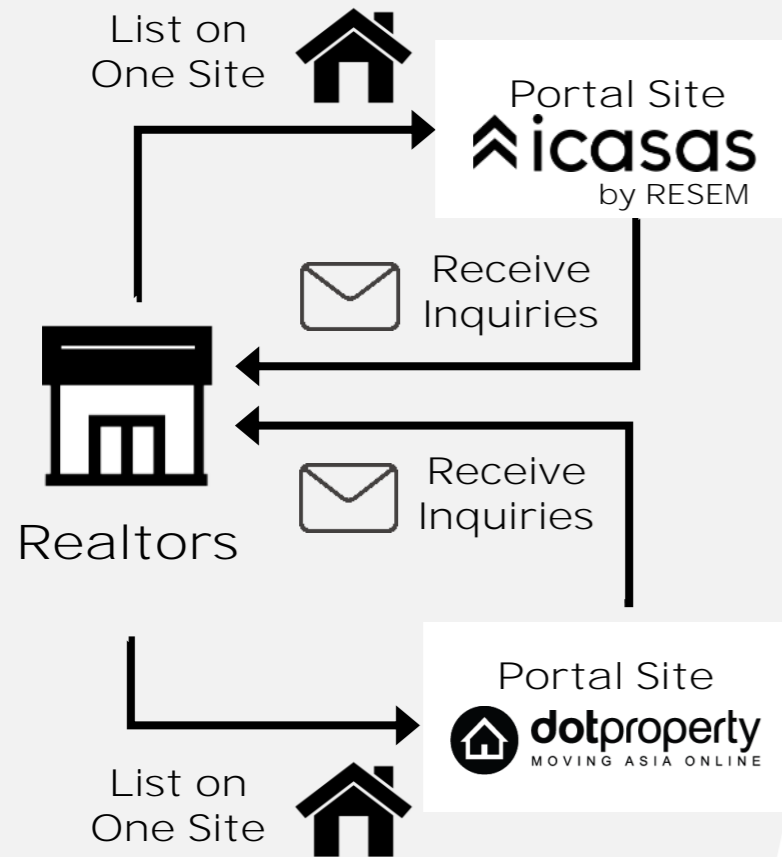 List on
One Site
Portal Site
icasas
by RESEM
Receive
Inquiries
Receive
Inquiries
Realtors
Portal Site
dotproperty
MOVING ASIA ONLINE
List on
One Site